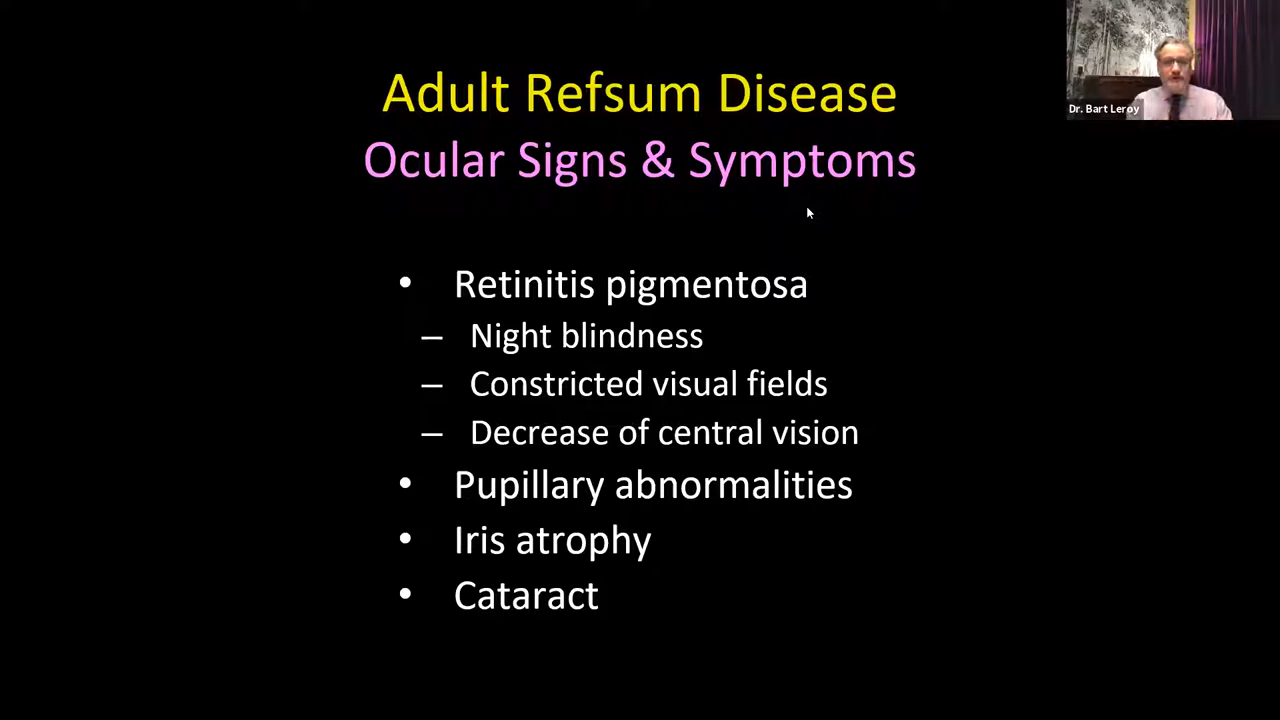 Adult Refsum Disease
Ocular Signs & Symptoms
Dr. Bart Leroy
• Retinitis pigmentosa
– Night blindness
– Constricted visual fields
– Decrease of central vision
• Pupillary abnormalities
• Iris atrophy
• Cataract